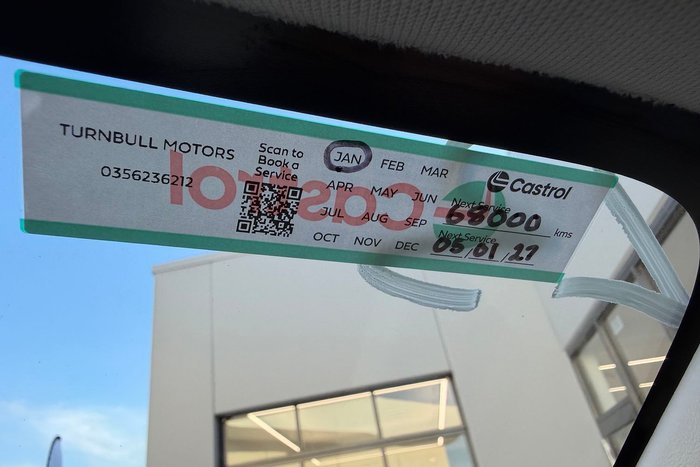 TURNBULL MOTORS
0356236212
Scan to
Book a
Service
JAN FEB MAR
APR MAY JUN
JUL AUG SEP
OCT NOV DEC
Castrol
Next Service
68000 kms
Next Service
05/01/27
Castrol